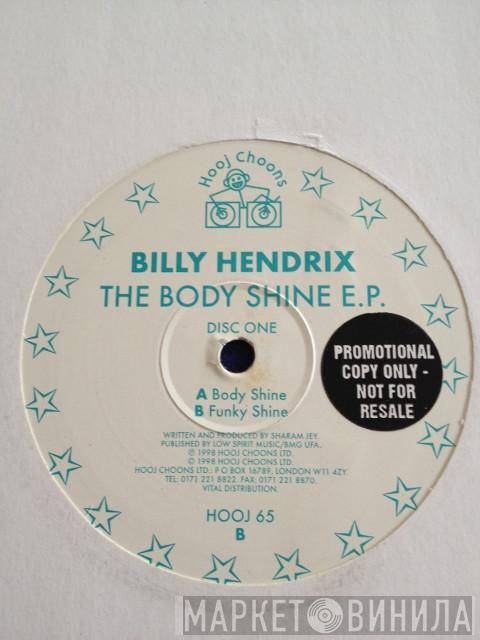 Hooj Choons
BILLY HENDRIX
THE BODY SHINE E.P.
DISC ONE
A Body Shine
B Funky Shine
PROMOTIONAL
COPY ONLY -
NOT FOR
RESALE
WRITTEN AND PRODUCED BY SHARAM JEY.
PUBLISHED BY LOW SPIRIT MUSIC/BMG UFA.
℗ 1998 HOOJ CHOONS LTD.
© 1998 HOOJ CHOONS LTD.
HOOJ CHOONS LTD.: P O BOX 16789, LONDON W11 4ZY.
TEL: 0171 221 8822. FAX: 0171 221 8870.
VITAL DISTRIBUTION.
HOOJ 65
B
МАРКЕТ ВИНИЛА